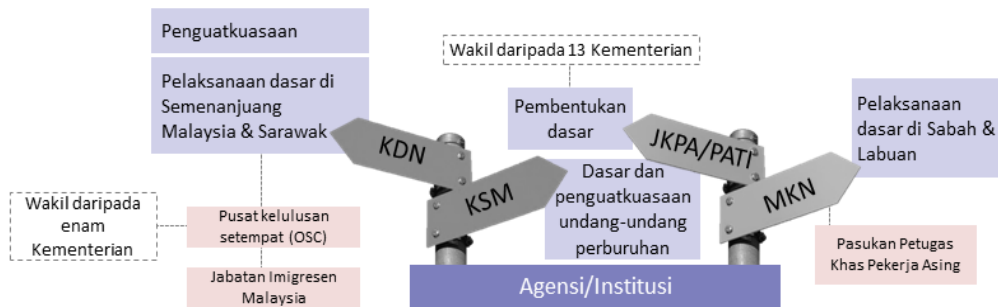 Penguatkuasaan
Pelaksanaan dasar di
Semenanjuang
Malaysia & Sarawak
Wakil daripada
enam
Kementerian
Pusat kelulusan
setempat (OSC)
Jabatan Imigresen
Malaysia
KDN
KSM
Wakil daripada 13 Kementerian
Pembentukan
dasar
Dasar dan
penguatkuasaan
undang-undang
perburuhan
JKPA/PATI
MKN
Pelaksanaan
dasar di Sabah &
Labuan
Pasukan Petugas
Khas Pekerja Asing
Agensi/Institusi